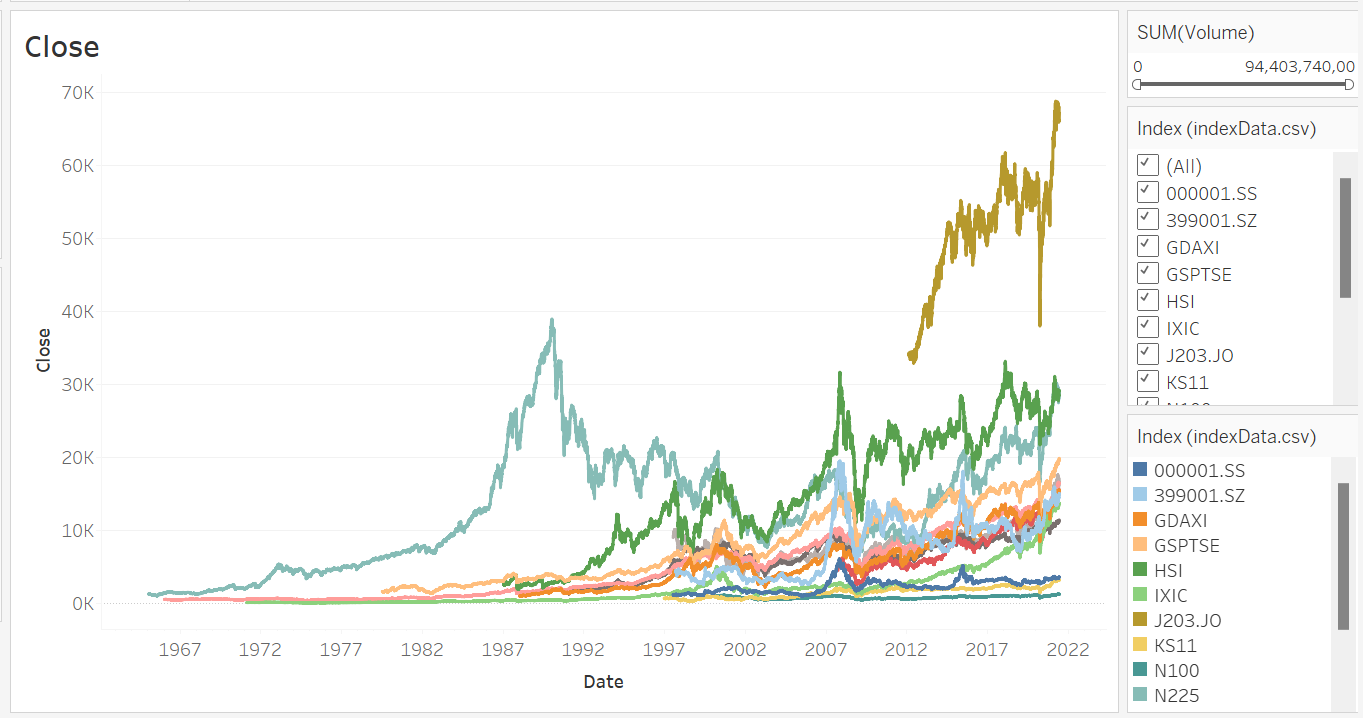 Close
70K
60K
50K
40K
30K
20K
10K
0K
Close
1967 1972 1977 1982 1987 1992 1997 2002 2007 2012 2017 2022
Date
SUM(Volume)
0 94,403,740,00
Index (indexData.csv)
(All)
000001.SS
399001.SZ
GDAXI
GSPTSE
HSI
IXIC
J203.JO
KS11
Index (indexData.csv)
000001.SS
399001.SZ
GDAXI
GSPTSE
HSI
IXIC
J203.JO
KS11
N100
N225